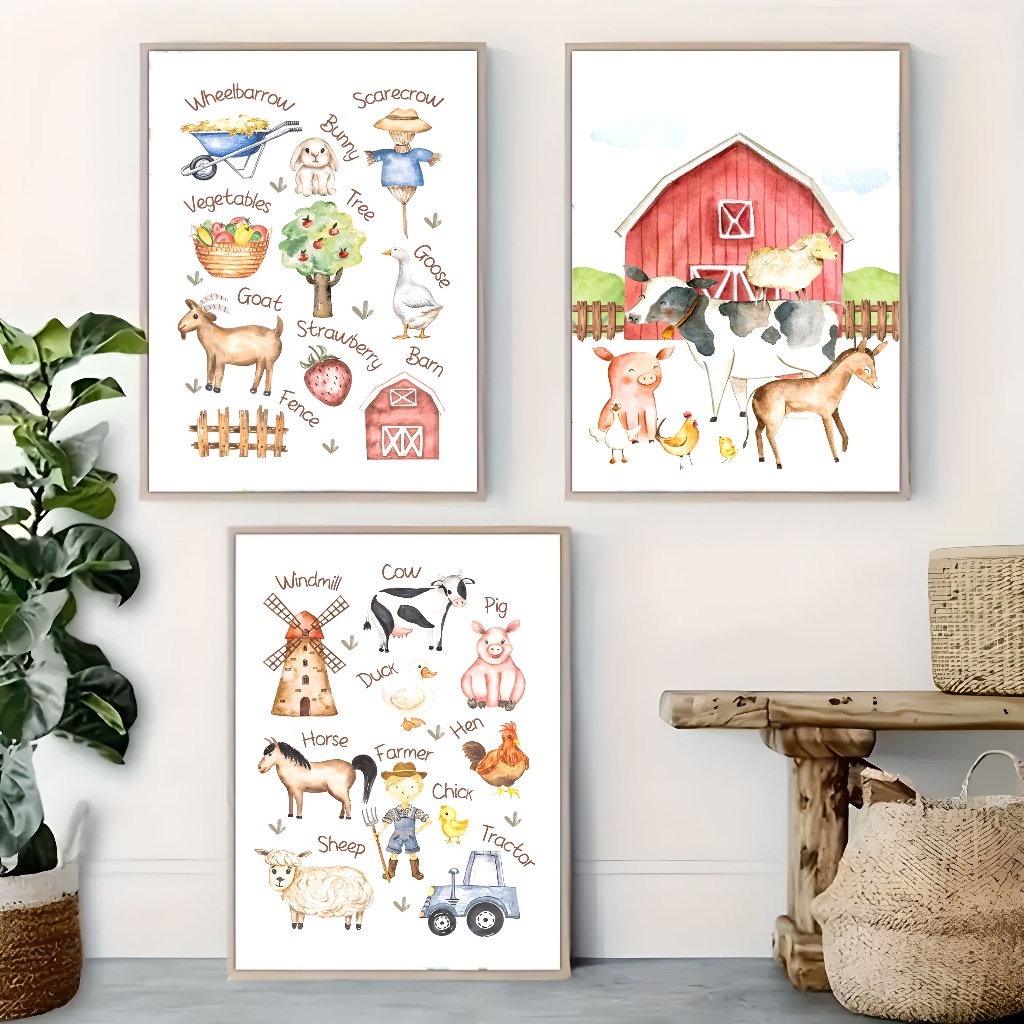 Wheelbarrow
Scarecrow
Bunny
Vegetables
Tree
Goose
Goat
Strawberry
Barn
Fence
Windmill
Cow
Pig
Duck
Hen
Horse
Farmer
Chick
Sheep
Tractor